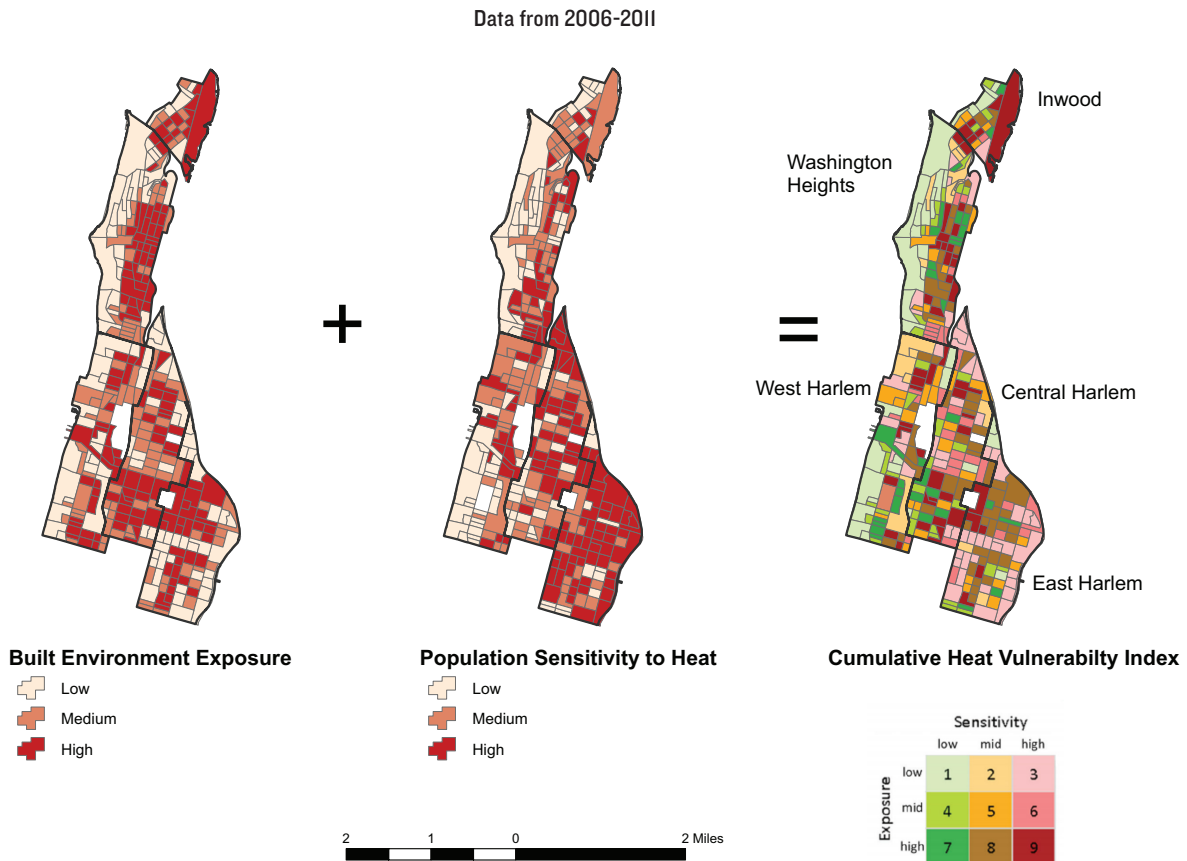 Data from 2006-2011
Inwood
Washington
Heights
West Harlem
Central Harlem
East Harlem
+
=
Built Environment Exposure
Low
Medium
High
Population Sensitivity to Heat
Low
Medium
High
Cumulative Heat Vulnerabilty Index
Sensitivity
low mid high
Exposure
low 1 2 3
mid 4 5 6
high 7 8 9
2 1 0 2 Miles